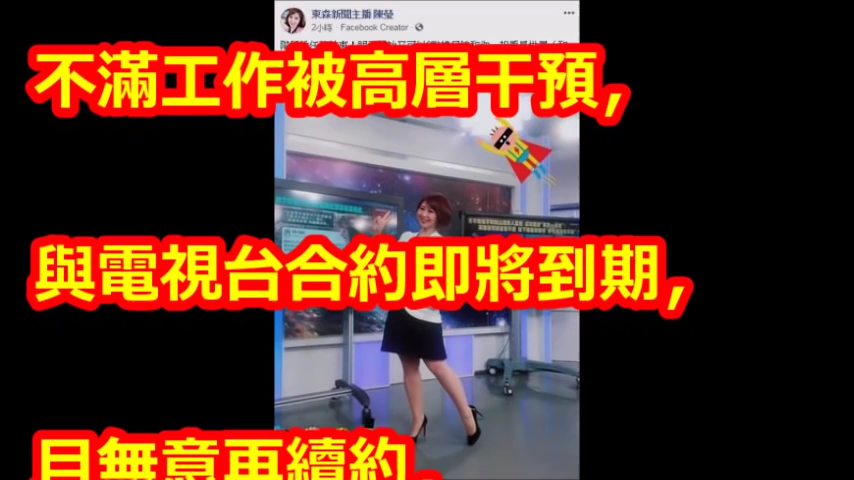 東森新聞主播 陳瑩
2小時 · Facebook Creator ·
不滿工作被高層干預，
與電視台合約即將到期，
且無意再續約，